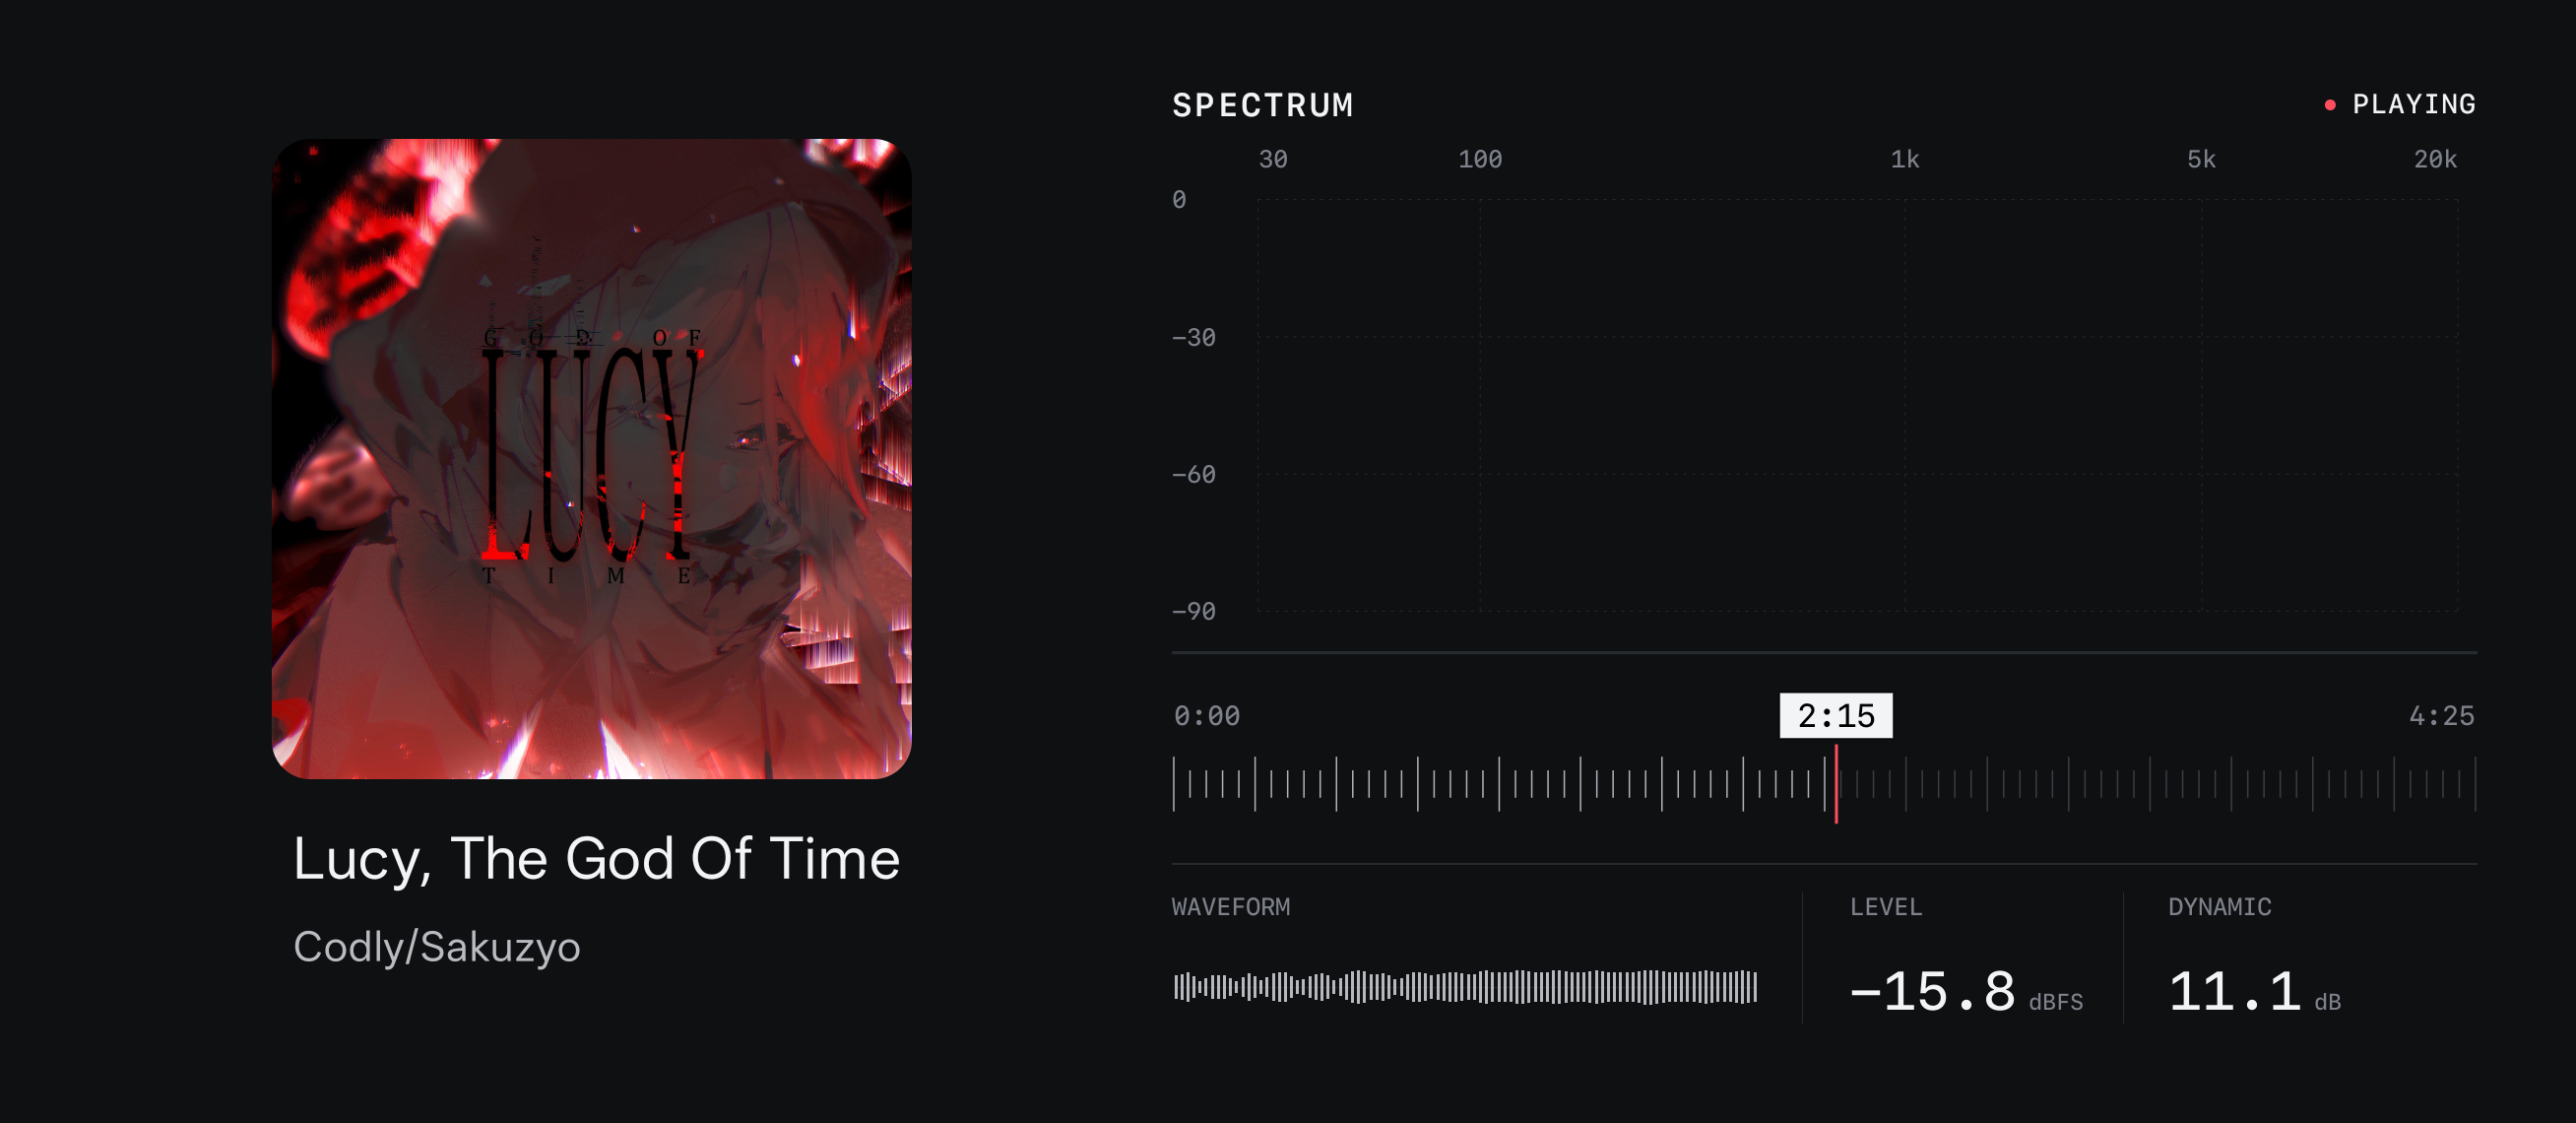 GOD OF
LUCY
TIME
Lucy, The God Of Time
Codly/Sakuzyo
SPECTRUM
PLAYING
30 100 1k 5k 20k
0
−30
−60
−90
0:00 2:15 4:25
WAVEFORM
LEVEL
−15.8 dBFS
DYNAMIC
11.1 dB